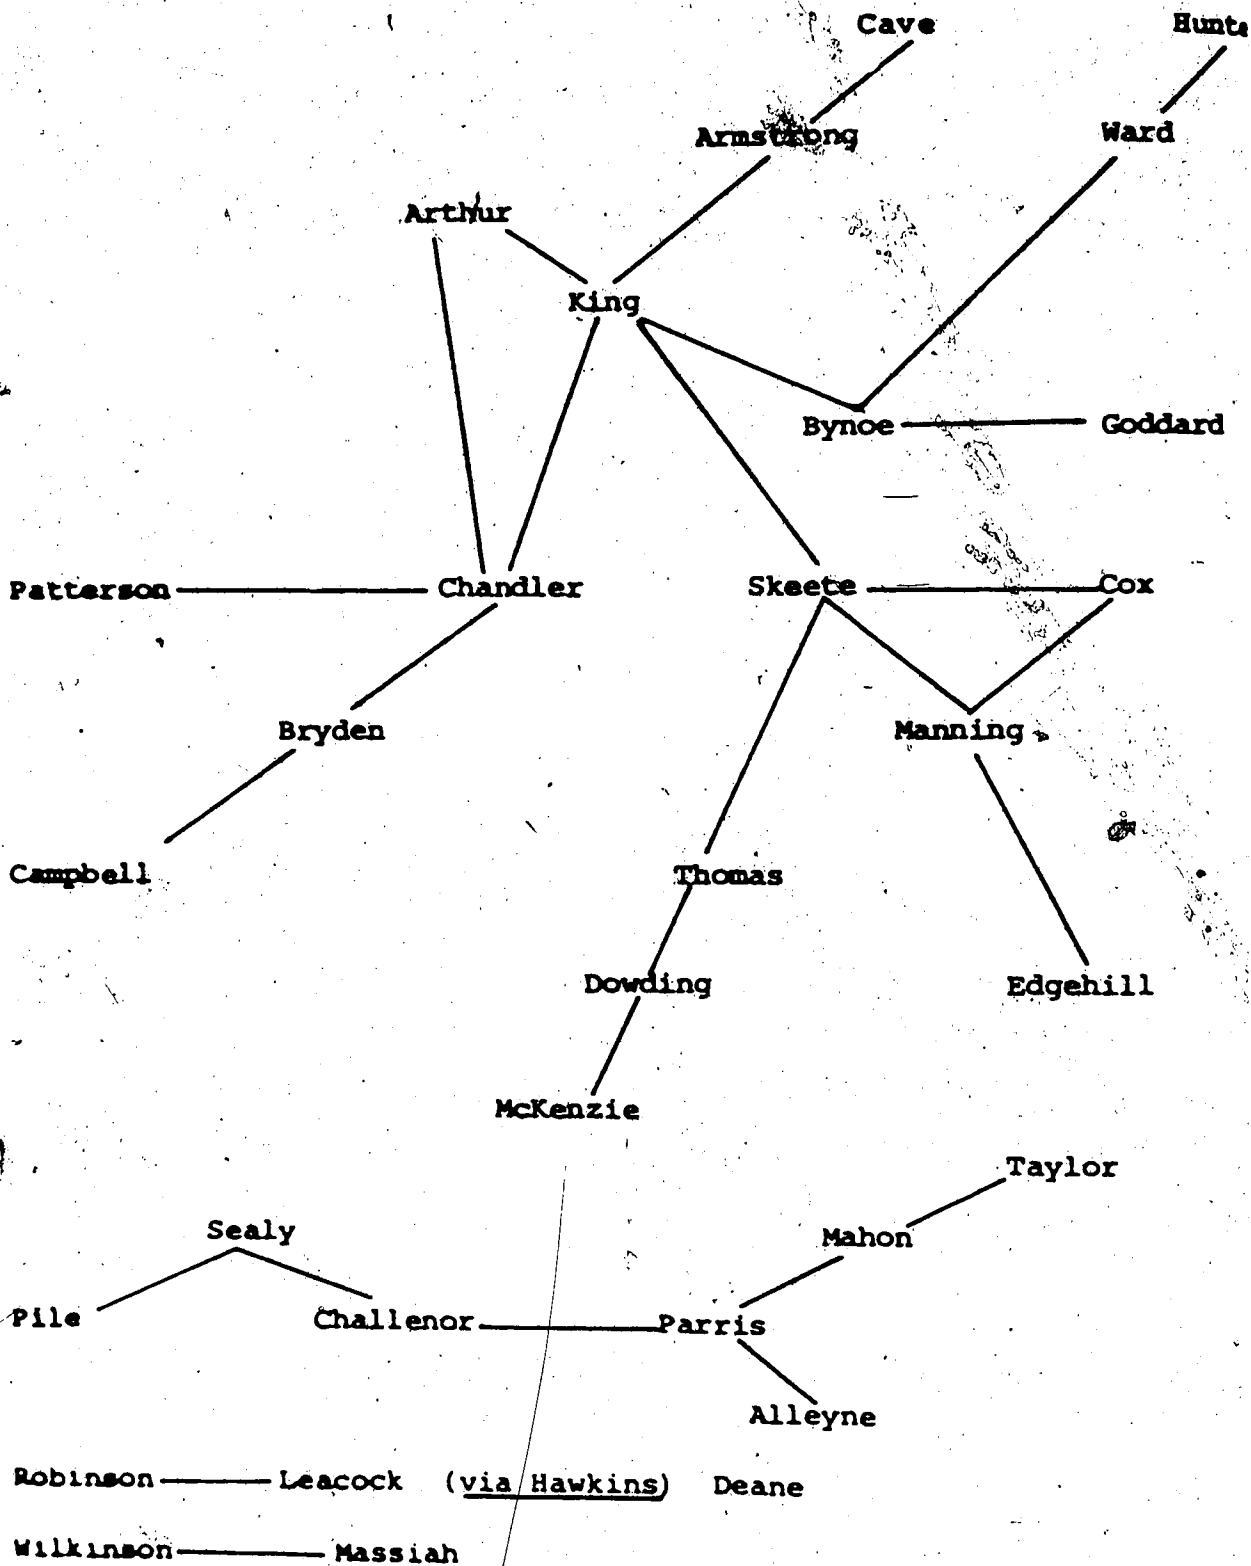 Cave Hunte
Armstrong Ward
Arthur
King
Bynoe Goddard
Patterson Chandler Skeete Cox
Bryden Manning
Campbell Thomas
Dowding Edgehill
McKenzie
Taylor
Sealy Mahon
Pile Challenor Parris
Alleyne
Robinson Leacock (via Hawkins) Deane
Wilkinson Massiah